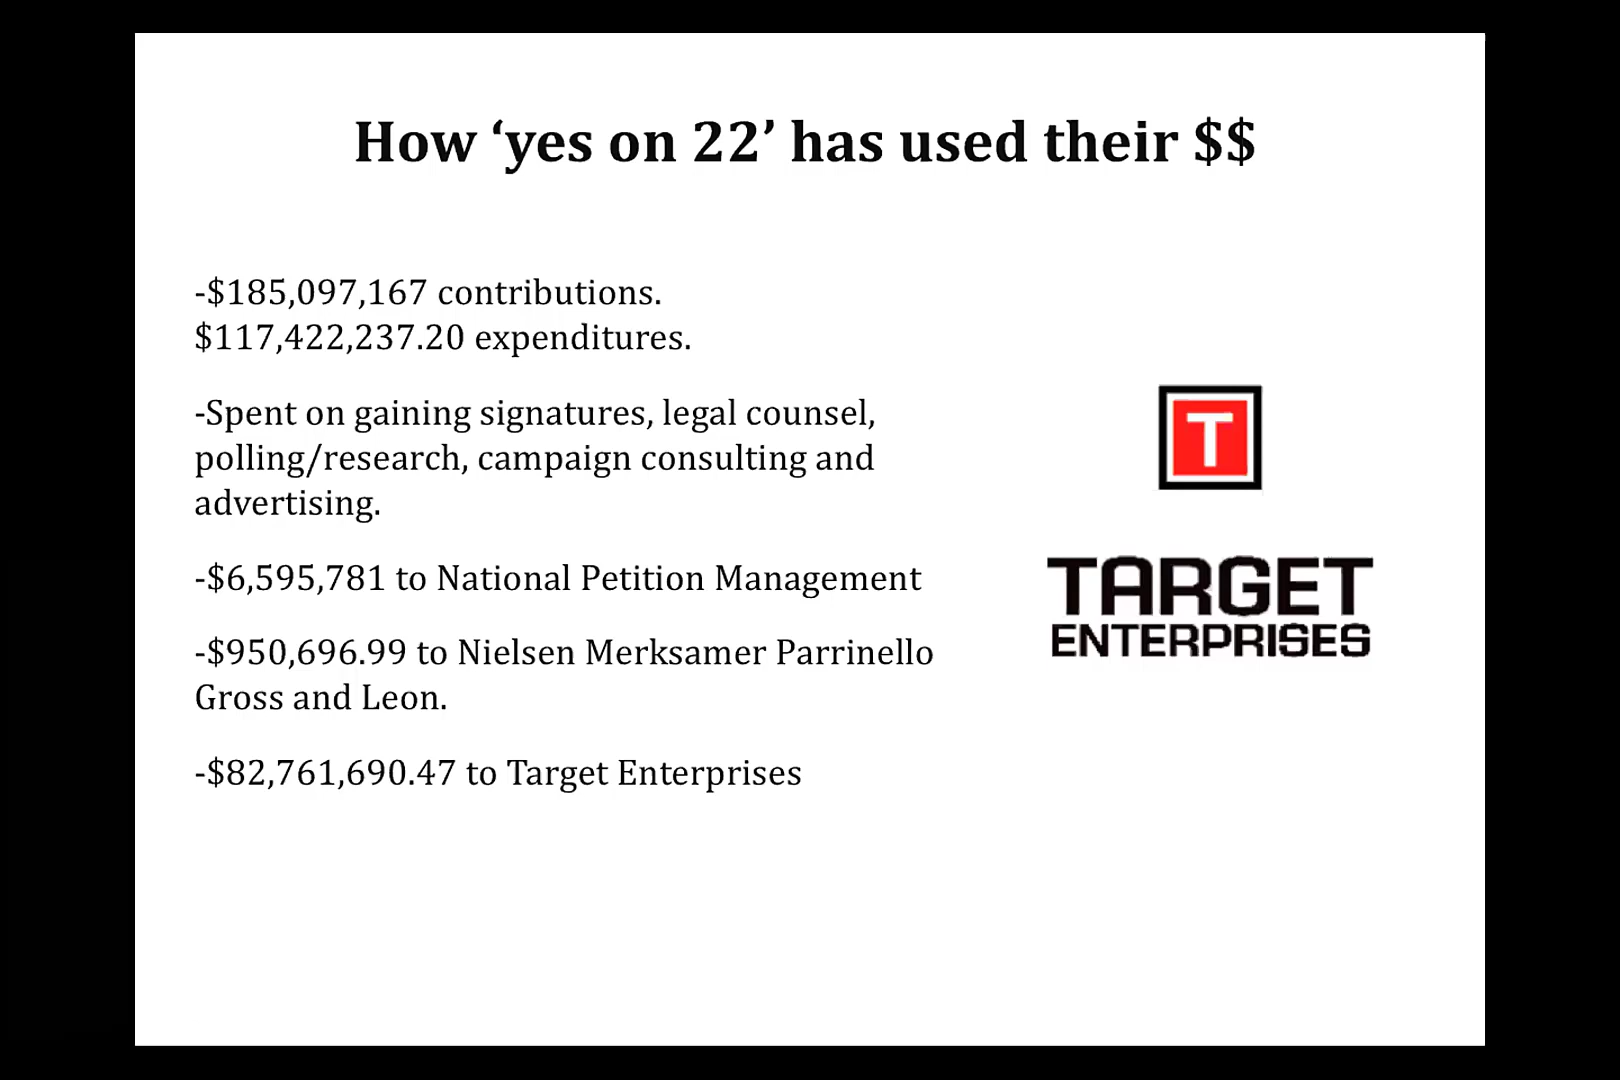 How ‘yes on 22’ has used their $$
-$185,097,167 contributions.
$117,422,237.20 expenditures.
-Spent on gaining signatures, legal counsel,
polling/research, campaign consulting and
advertising.
-$6,595,781 to National Petition Management
-$950,696.99 to Nielsen Merksamer Parrinello
Gross and Leon.
-$82,761,690.47 to Target Enterprises
T
TARGET
ENTERPRISES